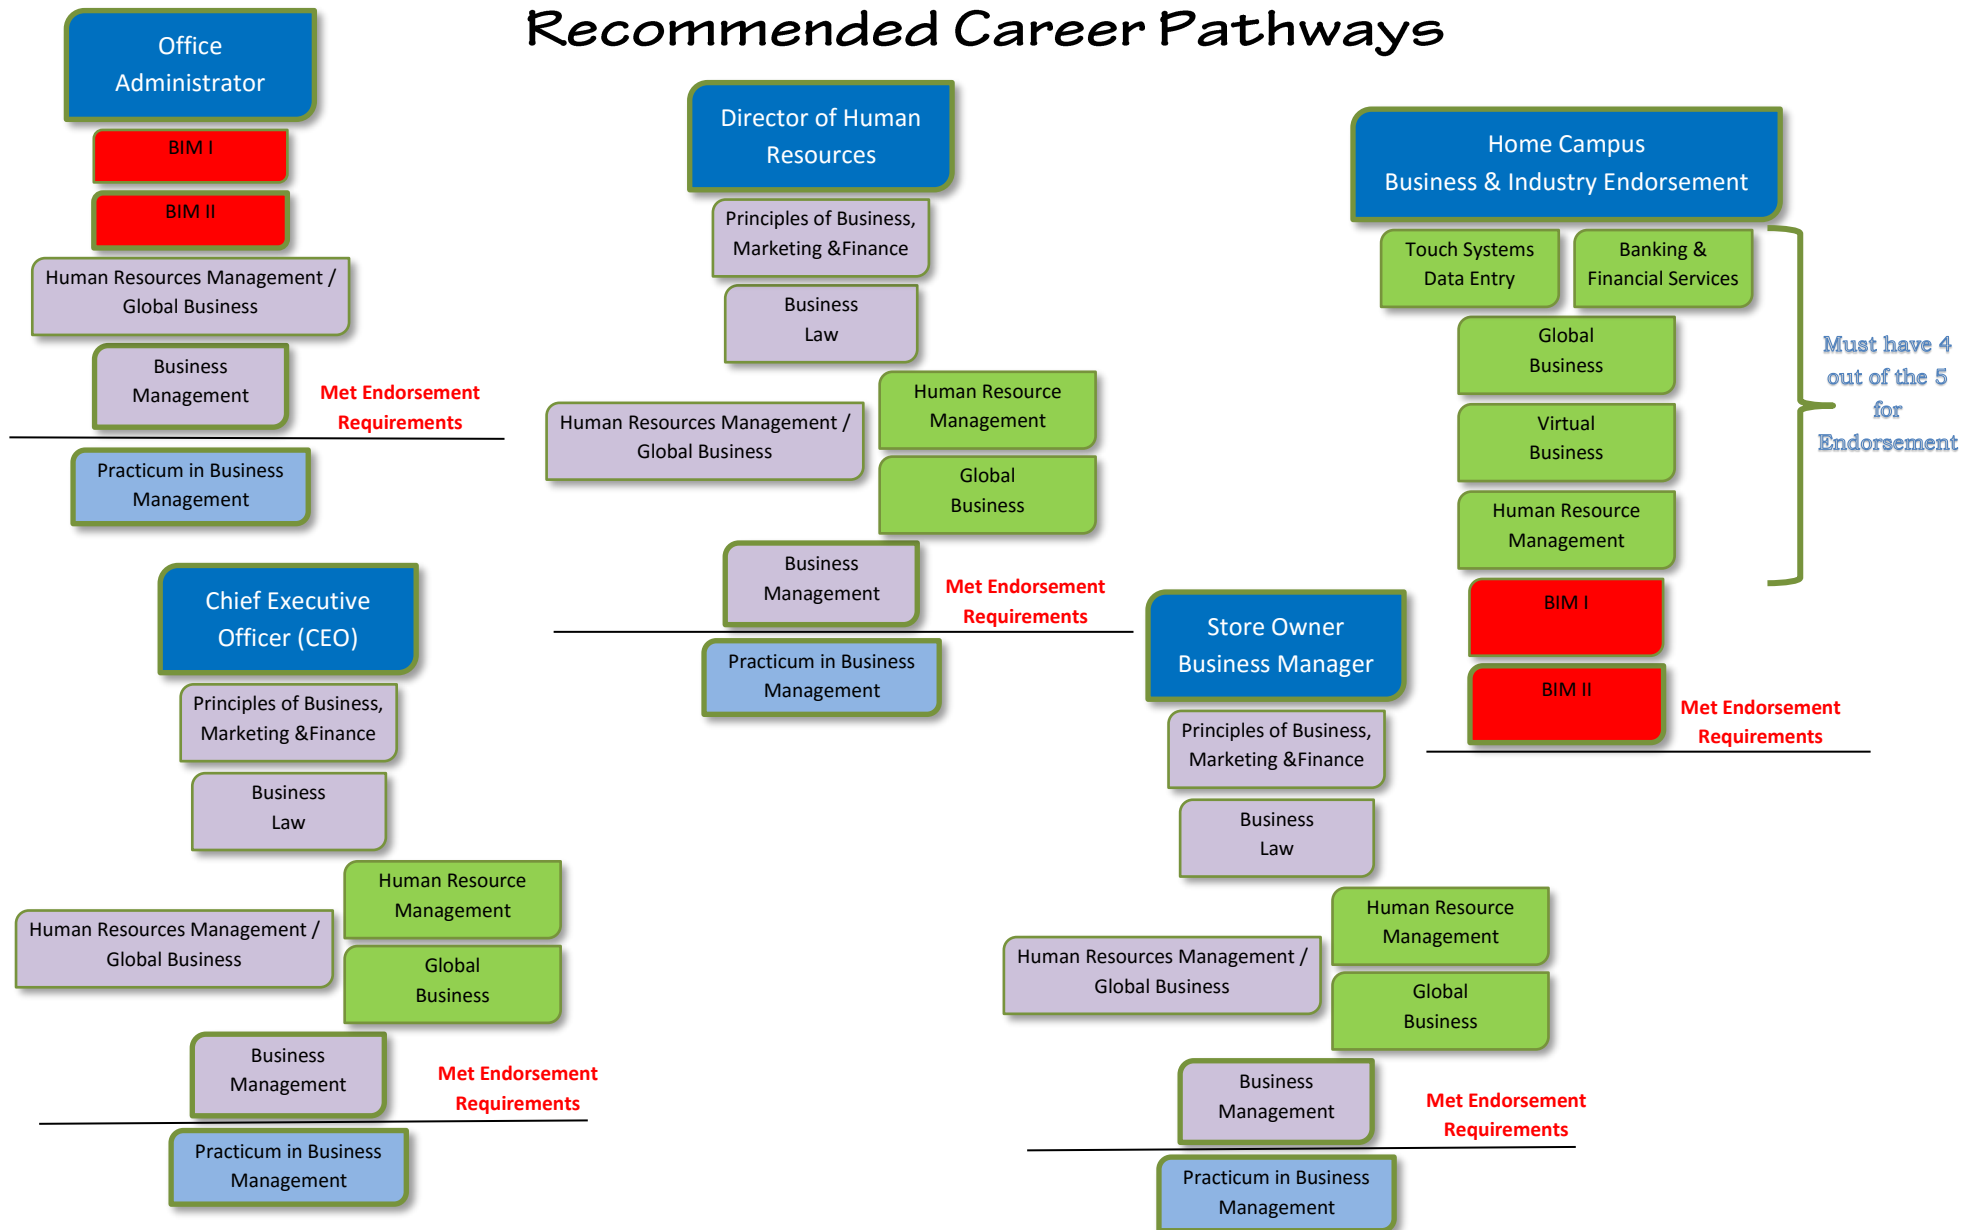 Recommended Career Pathways
Office
Administrator
BIM I
BIM II
Human Resources Management /
Global Business
Business
Management
Met Endorsement
Requirements
Practicum in Business
Management
Director of Human
Resources
Principles of Business,
Marketing &Finance
Business
Law
Human Resources Management /
Global Business
Human Resource
Management
Global
Business
Business
Management
Met Endorsement
Requirements
Practicum in Business
Management
Home Campus
Business & Industry Endorsement
Touch Systems
Data Entry
Banking &
Financial Services
Global
Business
Virtual
Business
Human Resource
Management
Must have 4
out of the 5
for
Endorsement
BIM I
BIM II
Met Endorsement
Requirements
Chief Executive
Officer (CEO)
Principles of Business,
Marketing &Finance
Business
Law
Human Resources Management /
Global Business
Human Resource
Management
Global
Business
Business
Management
Met Endorsement
Requirements
Practicum in Business
Management
Store Owner
Business Manager
Principles of Business,
Marketing &Finance
Business
Law
Human Resources Management /
Global Business
Human Resource
Management
Global
Business
Business
Management
Met Endorsement
Requirements
Practicum in Business
Management